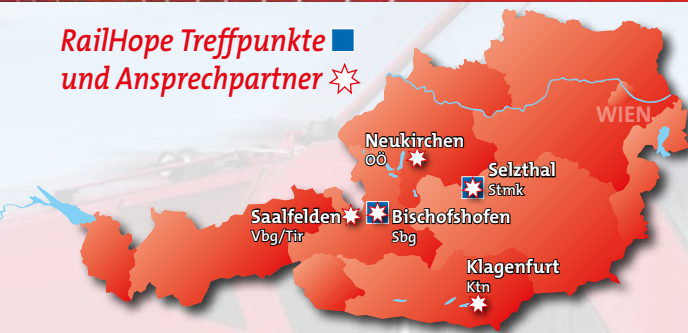 RailHope Treffpunkte
und Ansprechpartner
WIEN
Neukirchen
OÖ
Selzthal
Stmk
Saalfelden
Vbg/Tir
Bischofshofen
Sbg
Klagenfurt
Ktn